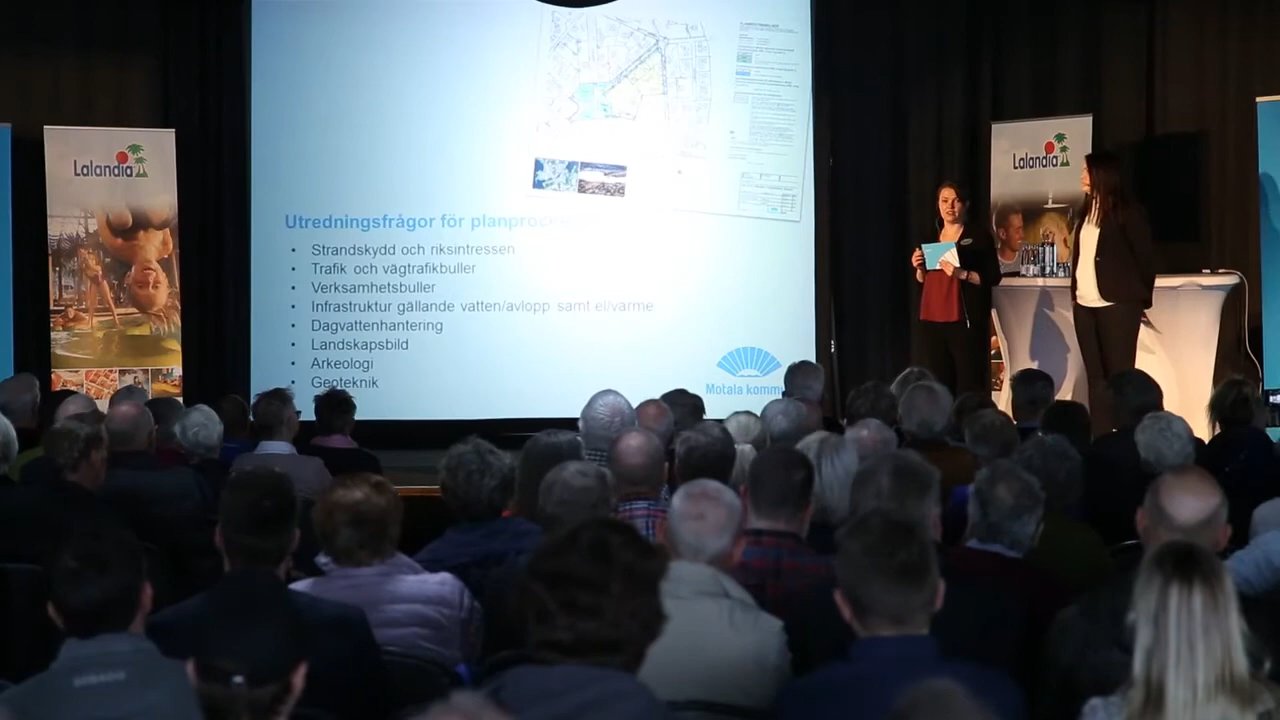 Lalandia
Lalandia
Utredningsfrågor för planproce
• Strandskydd och riksintressen
• Trafik och vägtrafikbuller
• Verksamhetsbuller
• Infrastruktur gällande vatten/avlopp samt el/värme
• Dagvattenhantering
• Landskapsbild
• Arkeologi
• Geoteknik
Motala kommu